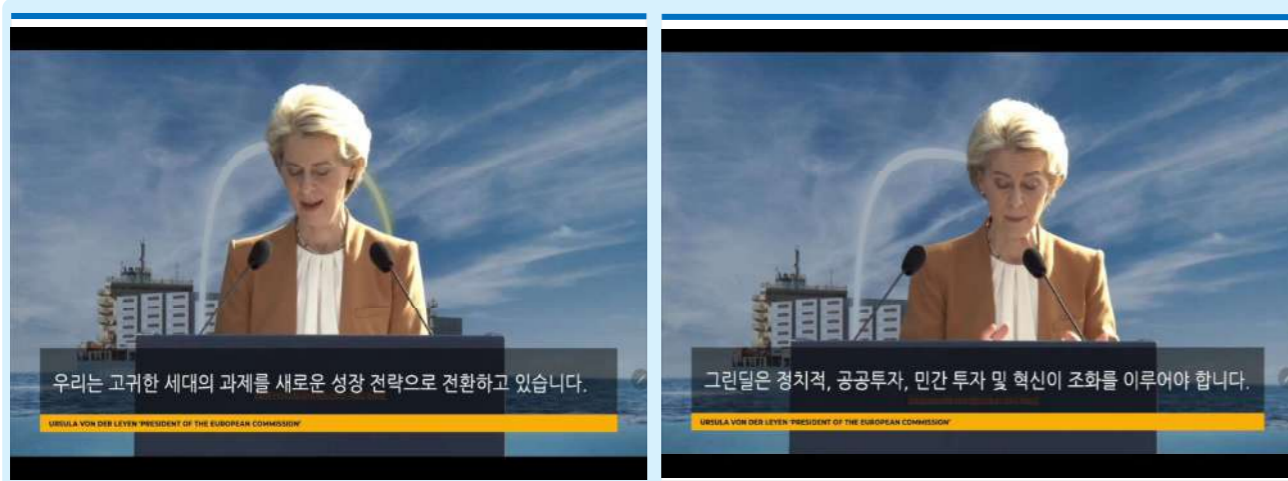 우리는 고귀한 세대의 과제를 새로운 성장 전략으로 전환하고 있습니다.
URSULA VON DER LEYEN 'PRESIDENT OF THE EUROPEAN COMMISSION'
그린딜은 정치적, 공공투자, 민간 투자 및 혁신이 조화를 이루어야 합니다.
URSULA VON DER LEYEN 'PRESIDENT OF THE EUROPEAN COMMISSION'